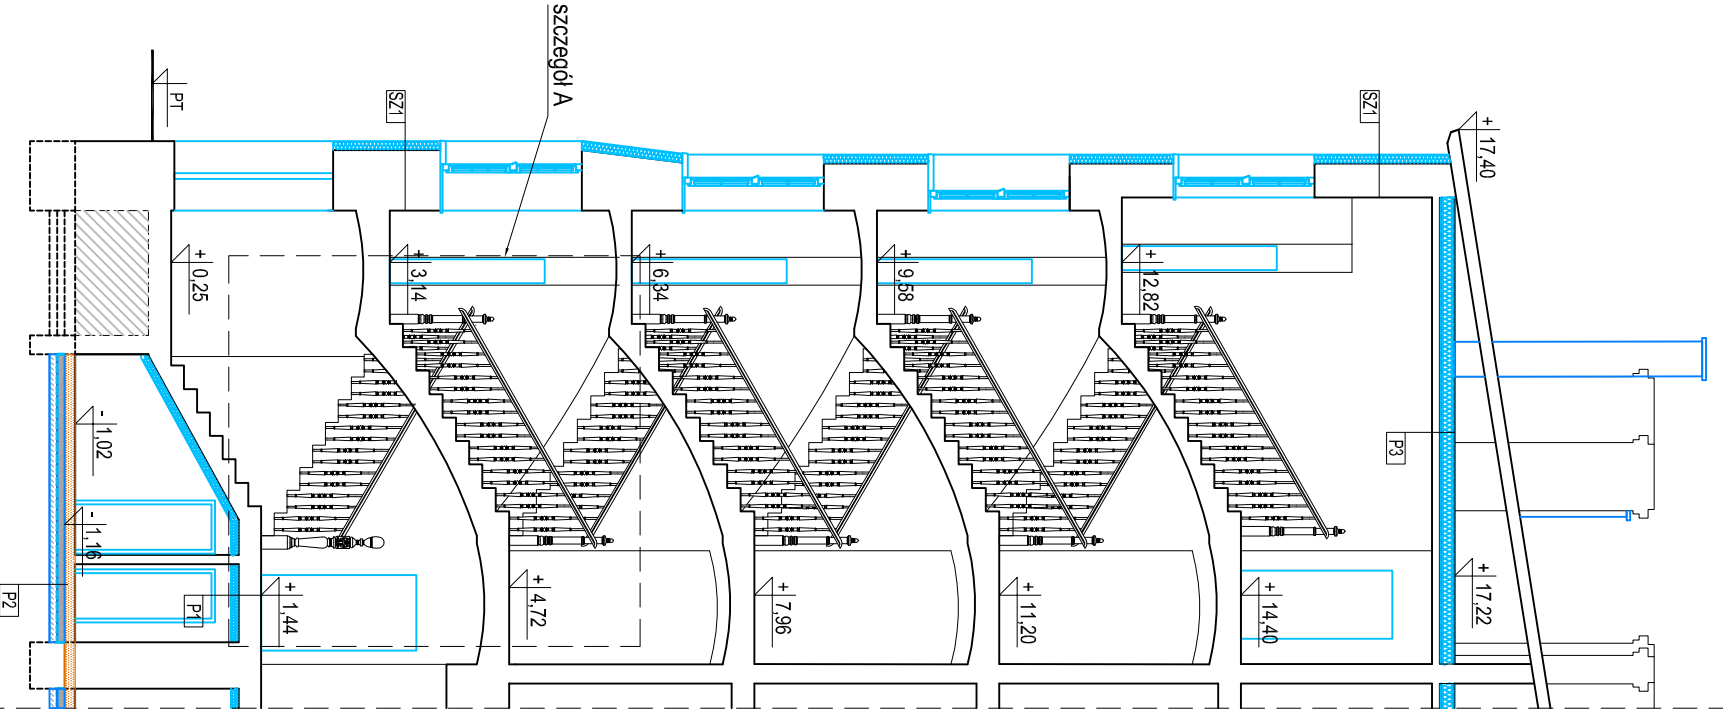 szczegół A
PT
SZ1
SZ1
+ 17,40
+ 0,25
+ 3,14
+ 6,34
+ 9,58
+ 12,82
P3
- 1,02
- 1,16
P2
P1
+ 1,44
+ 4,72
+ 7,96
+ 11,20
+ 14,40
+ 17,22